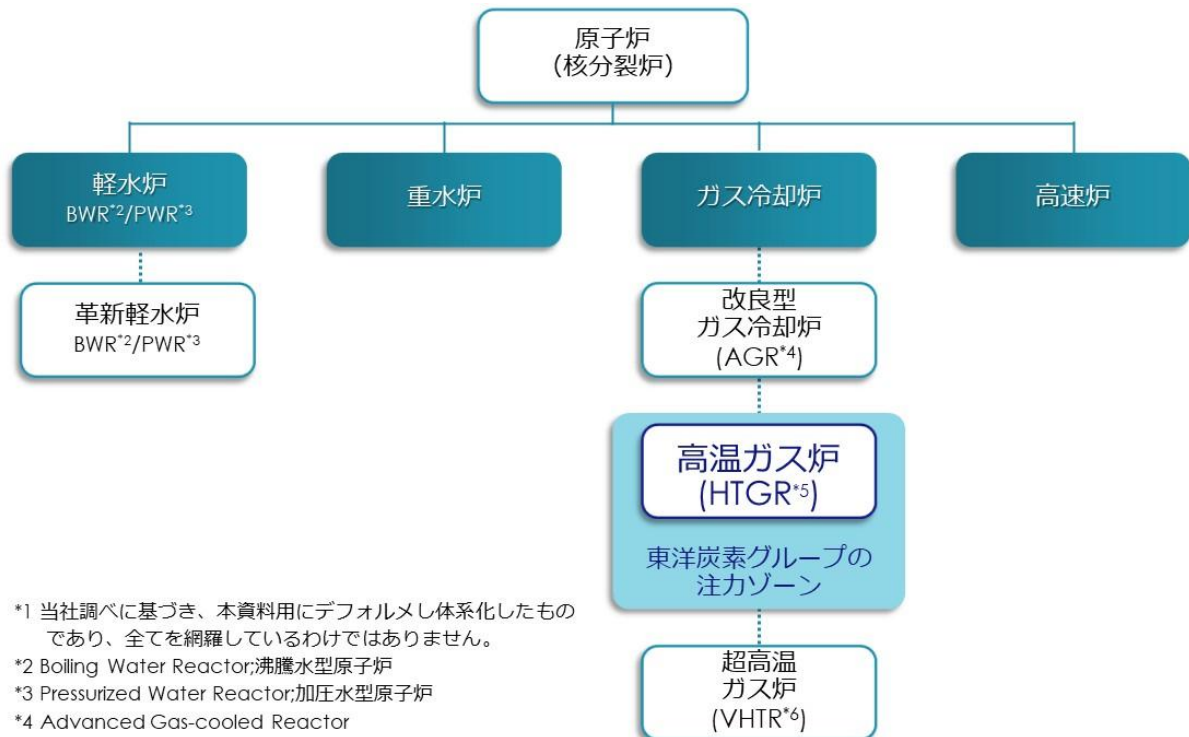 原子炉
(核分裂炉)
軽水炉
BWR*2/PWR*3
重水炉
ガス冷却炉
高速炉
革新軽水炉
BWR*2/PWR*3
改良型
ガス冷却炉
(AGR*4)
高温ガス炉
(HTGR*5)
東洋炭素グループの
注力ゾーン
超高温
ガス炉
(VHTR*6)
*1 当社調べに基づき、本資料用にデフォルメし体系化したもの
であり、全てを網羅しているわけではありません。
*2 Boiling Water Reactor;沸騰水型原子炉
*3 Pressurized Water Reactor;加圧水型原子炉
*4 Advanced Gas-cooled Reactor